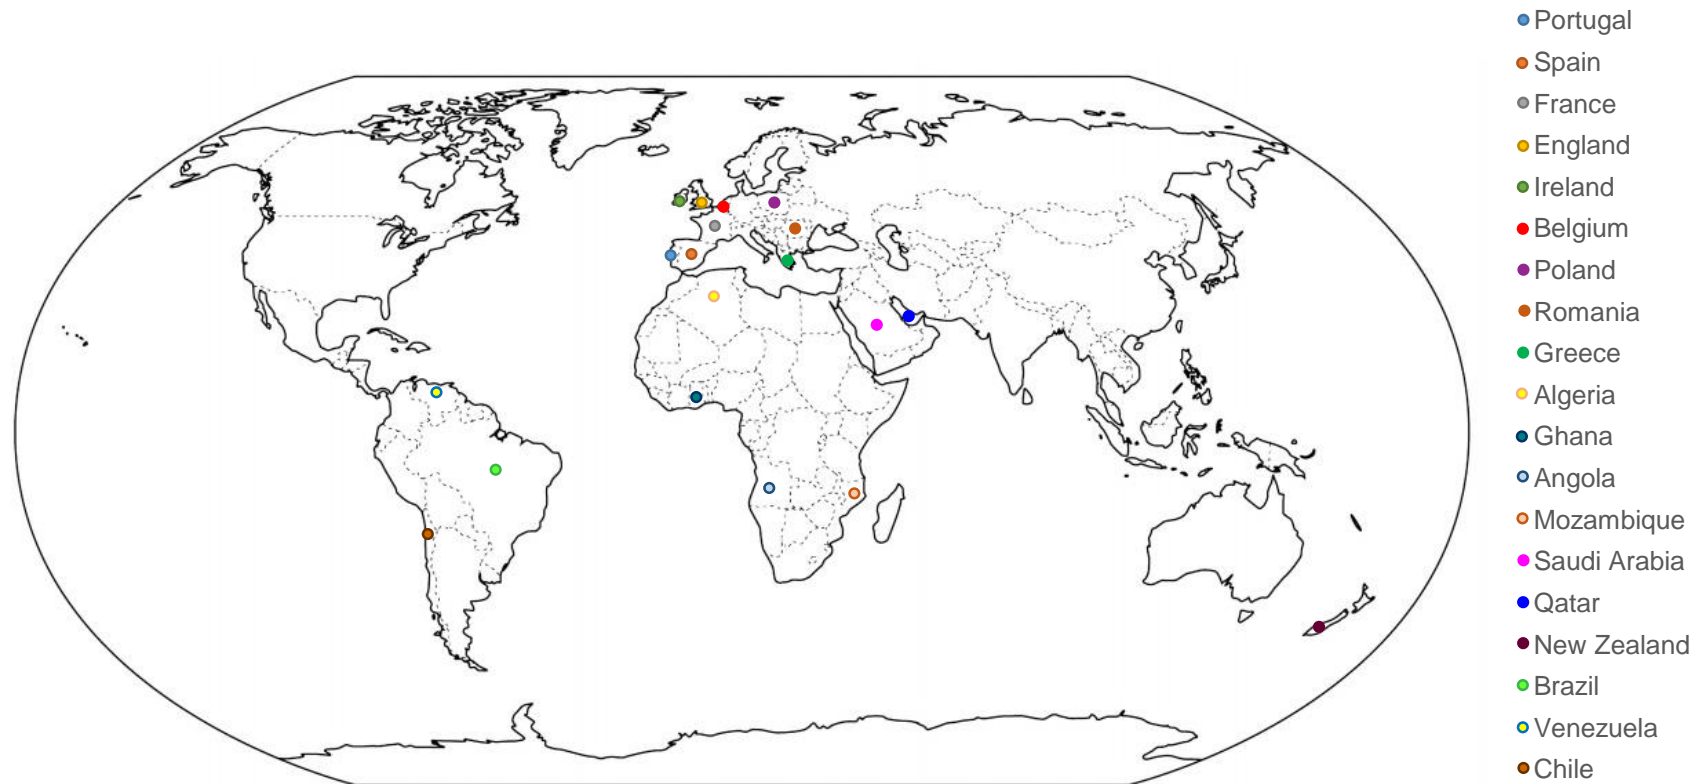 Portugal
Spain
France
England
Ireland
Belgium
Poland
Romania
Greece
Algeria
Ghana
Angola
Mozambique
Saudi Arabia
Qatar
New Zealand
Brazil
Venezuela
Chile